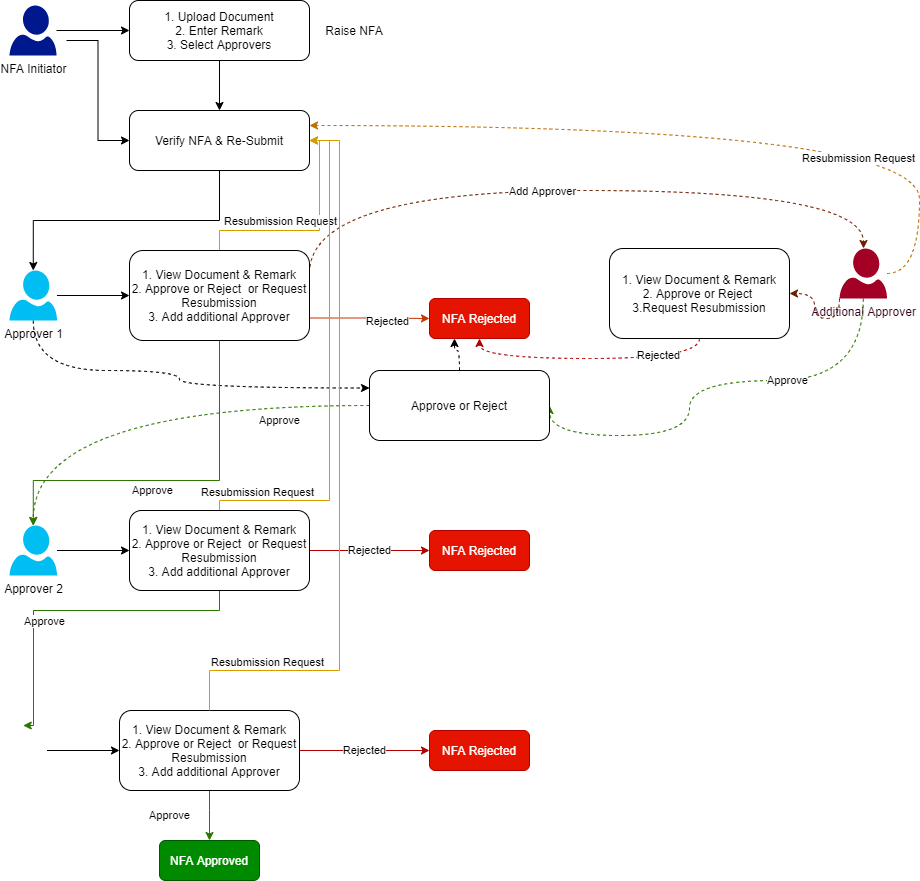 1. Upload Document
2. Enter Remark
3. Select Approvers
Raise NFA
NFA Initiator
Verify NFA & Re-Submit
Resubmission Request
Add Approver
Resubmission Request
1. View Document & Remark
2. Approve or Reject  or Request
Resubmission
3. Add additional Approver
Approver 1
Rejected
NFA Rejected
1. View Document & Remark
2. Approve or Reject
3.Request Resubmission
Additional Approver
Rejected
Approve
Approve or Reject
Approve
Approve
Resubmission Request
1. View Document & Remark
2. Approve or Reject  or Request
Resubmission
3. Add additional Approver
Approver 2
Rejected
NFA Rejected
Approve
Resubmission Request
1. View Document & Remark
2. Approve or Reject  or Request
Resubmission
3. Add additional Approver
Rejected
NFA Rejected
Approve
NFA Approved